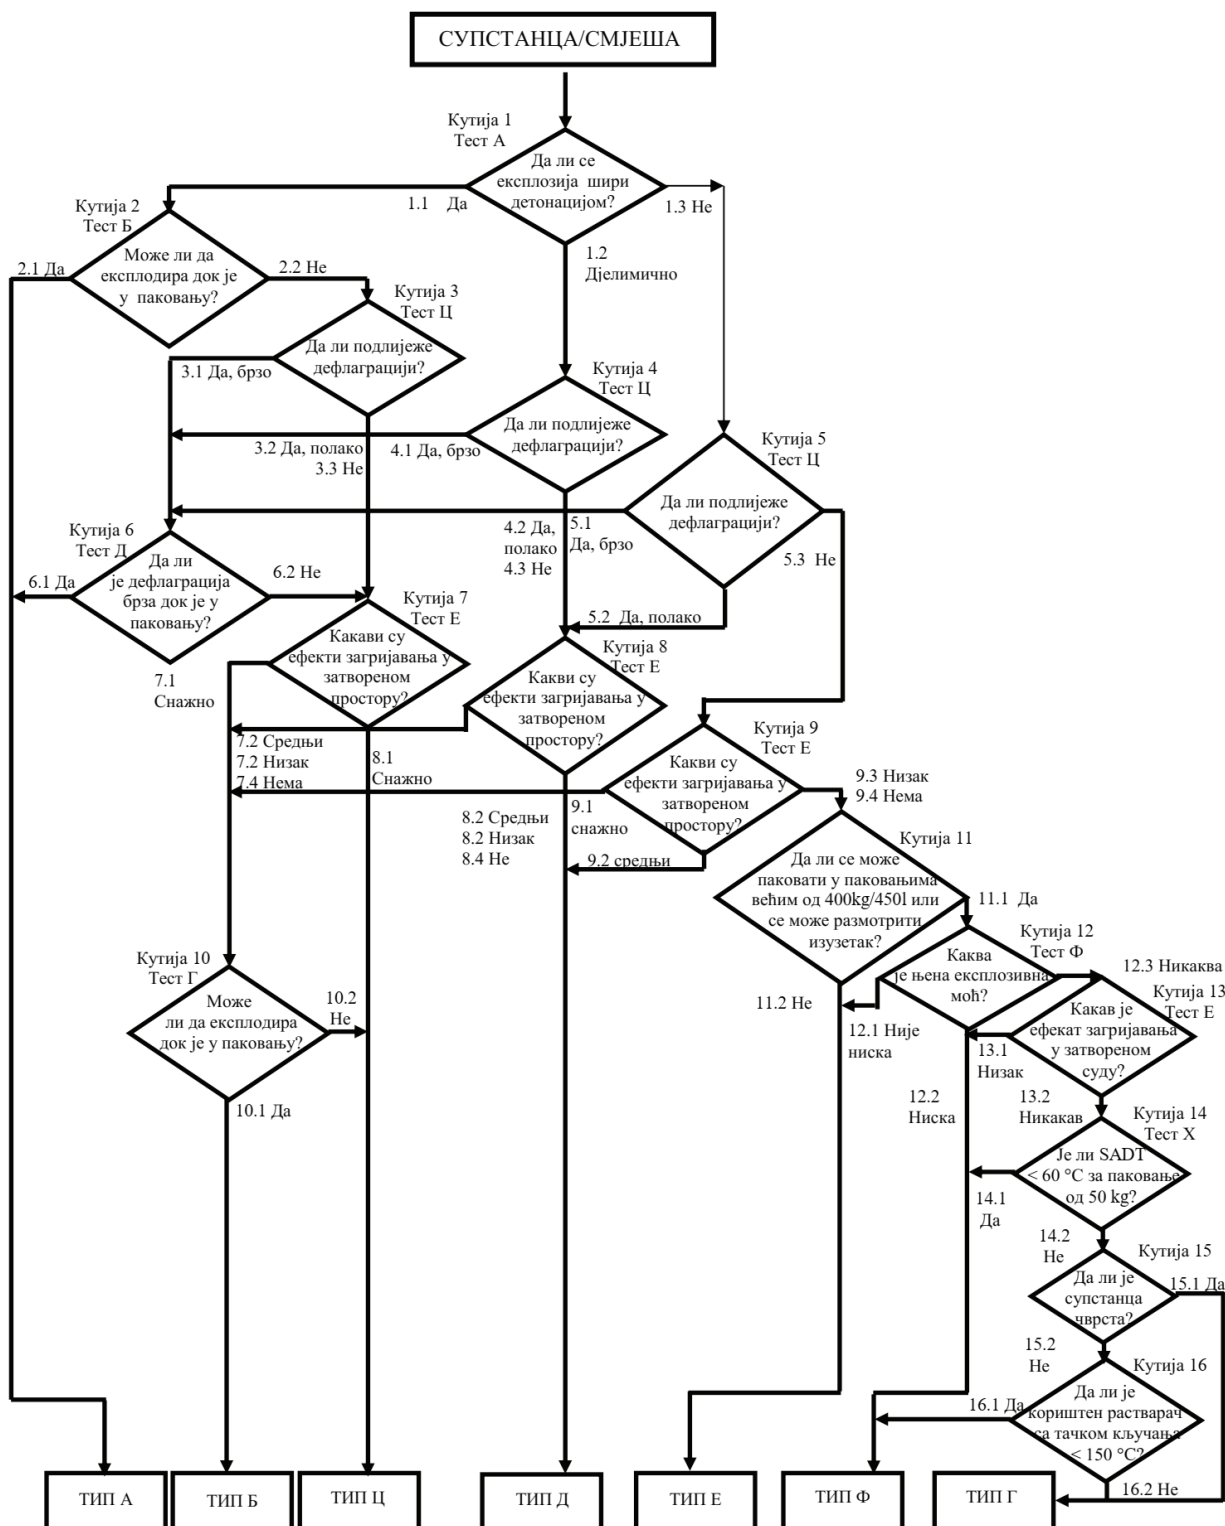 СУПСТАНЦА/СМЈЕША
Кутија 1
Тест А
Да ли се
експлозија шири
детонацијом?
1.1 Да
1.3 Не
1.2
Дјелимично
Кутија 2
Тест Б
Може ли да
експлодира док је
у паковању?
2.1 Да
2.2 Не
Кутија 3
Тест Ц
Да ли подлијеже
дефлаграцији?
3.1 Да, брзо
3.2 Да, полако
3.3 Не
Кутија 4
Тест Ц
Да ли подлијеже
дефлаграцији?
4.1 Да, брзо
4.2 Да,
полако
4.3 Не
Кутија 5
Тест Ц
Да ли подлијеже
дефлаграцији?
5.1
Да, брзо
5.3 Не
5.2 Да, полако
Кутија 6
Тест Д
Да ли
је дефлаграција
брза док је у
паковању?
6.1 Да
6.2 Не
Кутија 7
Тест Е
Какави су
ефекти загријавања у
затвореном
простору?
7.1
Снажно
7.2 Средњи
7.2 Низак
7.4 Нема
Кутија 8
Тест Е
Какви су
ефекти загријавања у
затвореном
простору?
8.1
Снажно
8.2 Средњи
8.2 Низак
8.4 Не
Кутија 9
Тест Е
Какви су
ефекти загријавања у
затвореном
простору?
9.1
снажно
9.2 средњи
9.3 Низак
9.4 Нема
Кутија 10
Тест Г
Може
ли да експлодира
док је у паковању?
10.2
Не
10.1 Да
Кутија 11
Да ли се може
паковати у паковањима
већим од 400kg/450l или
се може размотрити
изузетак?
11.1 Да
11.2 Не
Кутија 12
Тест Ф
Каква
је њена експлозивна
моћ?
12.1 Није
ниска
12.2
Ниска
12.3 Никаква
Кутија 13
Тест Е
Какав је
ефекат загријавања
у затвореном
суду?
13.1
Низак
13.2
Никакав
Кутија 14
Тест Х
Је ли SADT
< 60 °C за паковање
од 50 kg?
14.1
Да
14.2
Не
Кутија 15
Да ли је
супстанца
чврста?
15.1 Да
15.2
Не
Кутија 16
Да ли је
кориштен растварач
са тачком кључања
< 150 °C?
16.1 Да
16.2 Не
ТИП А
ТИП Б
ТИП Ц
ТИП Д
ТИП Е
ТИП Ф
ТИП Г